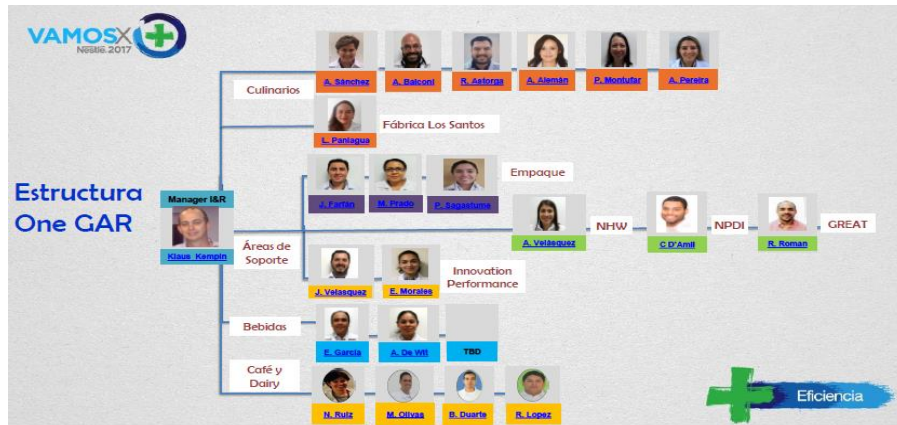 VAMOSX
Nestlé. 2017
Culinarios
A. Sánchez
A. Balconi
R. Astorga
A. Alemán
P. Montufar
A. Pereira
L. Paniagua
Fábrica Los Santos
Estructura
One GAR
Manager I&R
Klaus Kempin
J. Farfán
M. Prado
P. Sagastume
Empaque
Áreas de
Soporte
A. Velásquez
NHW
C D'Amil
NPDI
R. Roman
GREAT
J. Velasquez
E. Morales
Innovation
Performance
Bebidas
E. García
A. De Wit
TBD
Café y
Dairy
N. Ruiz
M. Olivas
B. Duarte
R. Lopez
Eficiencia